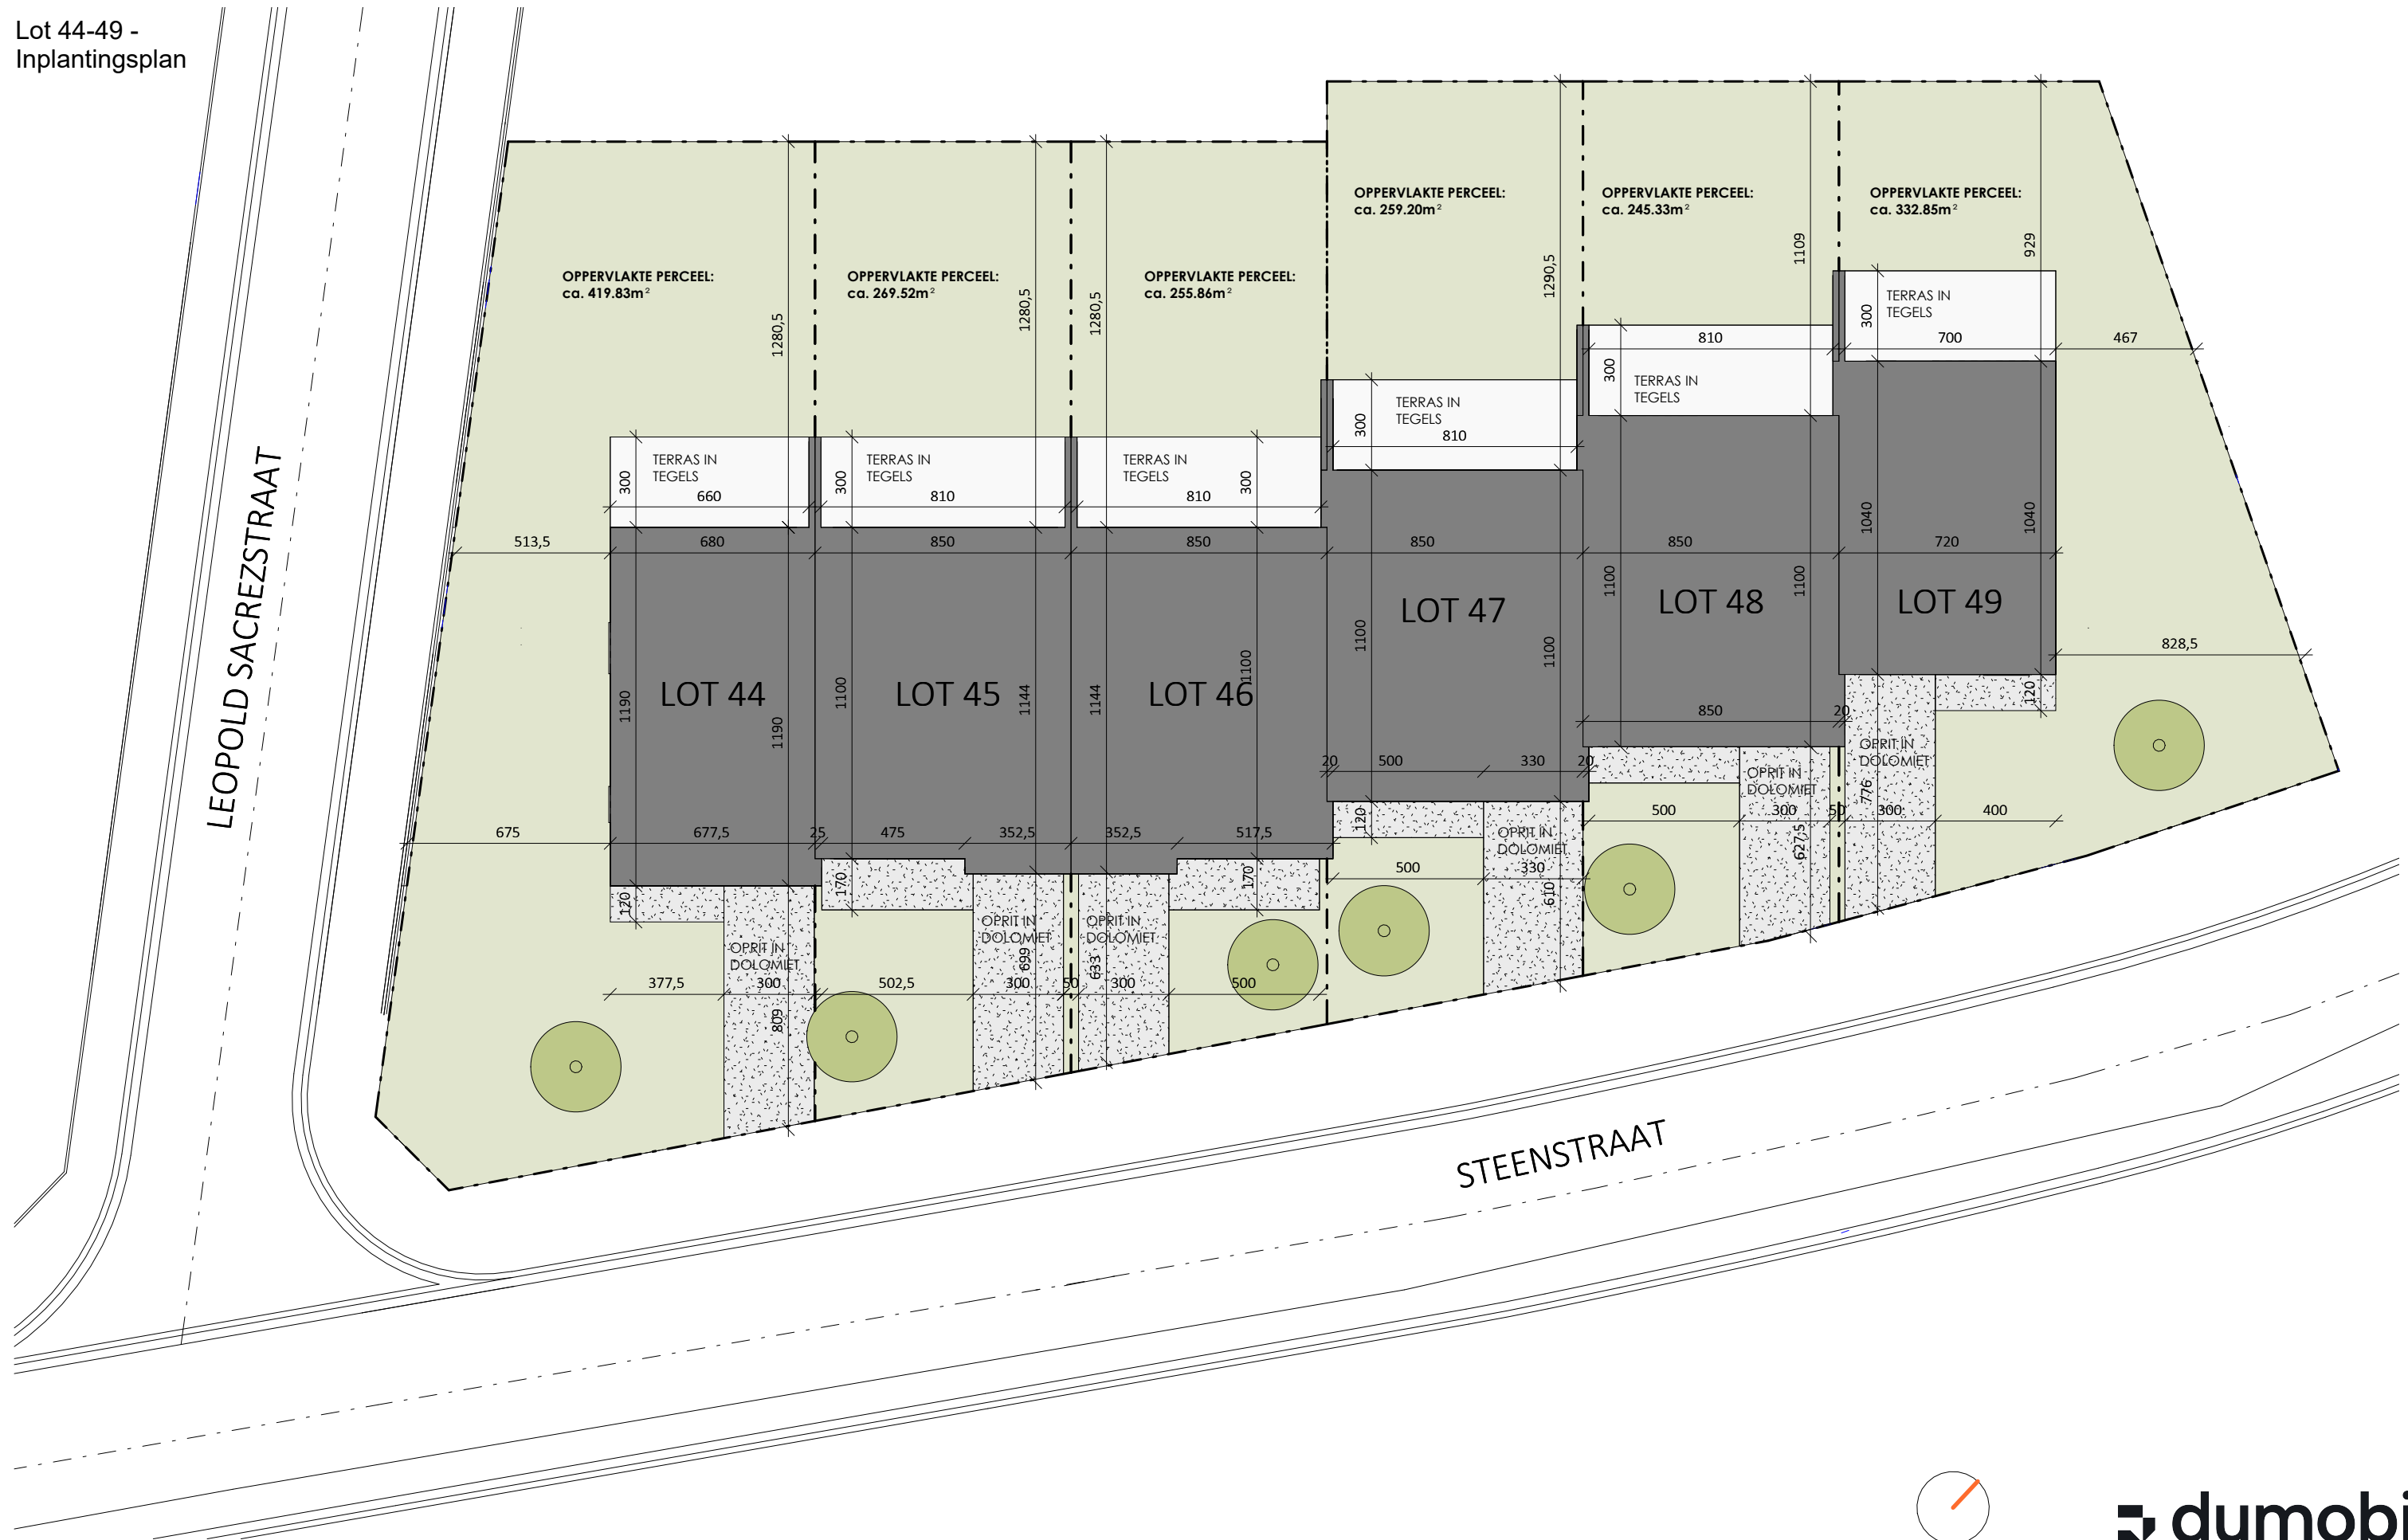 Lot 44-49 -
Inplantingsplan
OPPERVLAKTE PERCEEL:
ca. 259.20m²
OPPERVLAKTE PERCEEL:
ca. 245.33m²
OPPERVLAKTE PERCEEL:
ca. 332.85m²
1290,5
1109
929
OPPERVLAKTE PERCEEL:
ca. 419.83m²
OPPERVLAKTE PERCEEL:
ca. 269.52m²
OPPERVLAKTE PERCEEL:
ca. 255.86m²
1280,5
1280,5
1280,5
TERRAS IN
TEGELS
300
700
467
810
300
TERRAS IN
TEGELS
TERRAS IN
TEGELS
300
810
TERRAS IN
TEGELS
300
660
TERRAS IN
TEGELS
300
810
TERRAS IN
TEGELS
300
810
513,5
680
850
850
850
850
720
1040
1040
1100
1100
1100
1100
LOT 47
LOT 48
LOT 49
828,5
120
LOT 44
LOT 45
LOT 46
1190
1190
1100
1144
1144
1100
850
20
20
500
330
20
OPRIT IN
DOLOMIET
776
OPRIT IN
DOLOMIET
500
300
50
300
400
627,5
675
677,5
25
475
352,5
352,5
517,5
120
OPRIT IN
DOLOMIET
500
330
610
120
170
170
OPRIT IN
DOLOMIET
OPRIT IN
DOLOMIET
OPRIT IN
DOLOMIET
699
633
377,5
300
502,5
300
50
300
500
809
LEOPOLD SACREZSTRAAT
STEENSTRAAT
dumobi